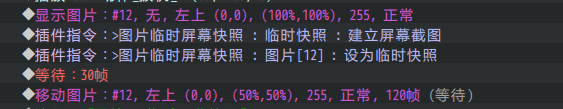 ◆显示图片：#12, 无, 左上 (0,0), (100%,100%), 255, 正常
◆插件指令：>图片临时屏幕快照 : 临时快照 : 建立屏幕截图
◆插件指令：>图片临时屏幕快照 : 图片[12] : 设为临时快照
◆等待：30帧
◆移动图片：#12, 左上 (0,0), (50%,50%), 255, 正常, 120帧 (等待)